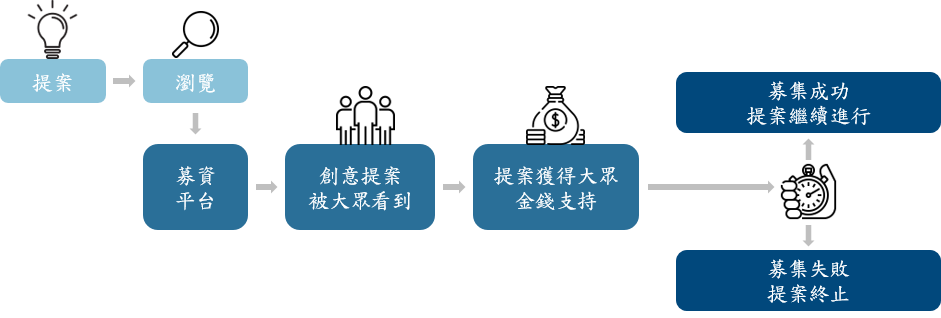 提案
瀏覽
募資
平台
創意提案
被大眾看到
提案獲得大眾
金錢支持
$
募集成功
提案繼續進行
募集失敗
提案終止